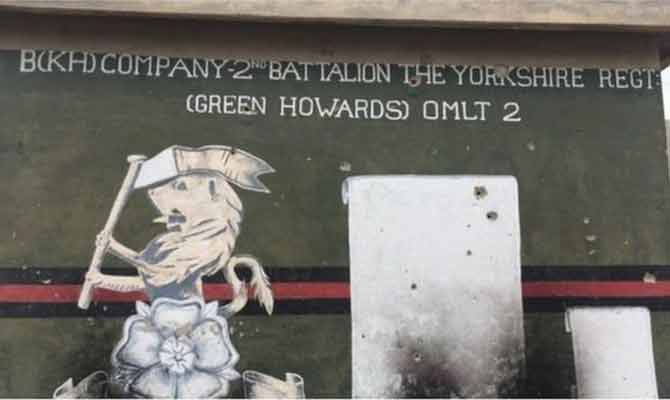 B(KH) COMPANY-2ND BATTALION THE YORKSHIRE REGT:
(GREEN HOWARDS) OMLT 2